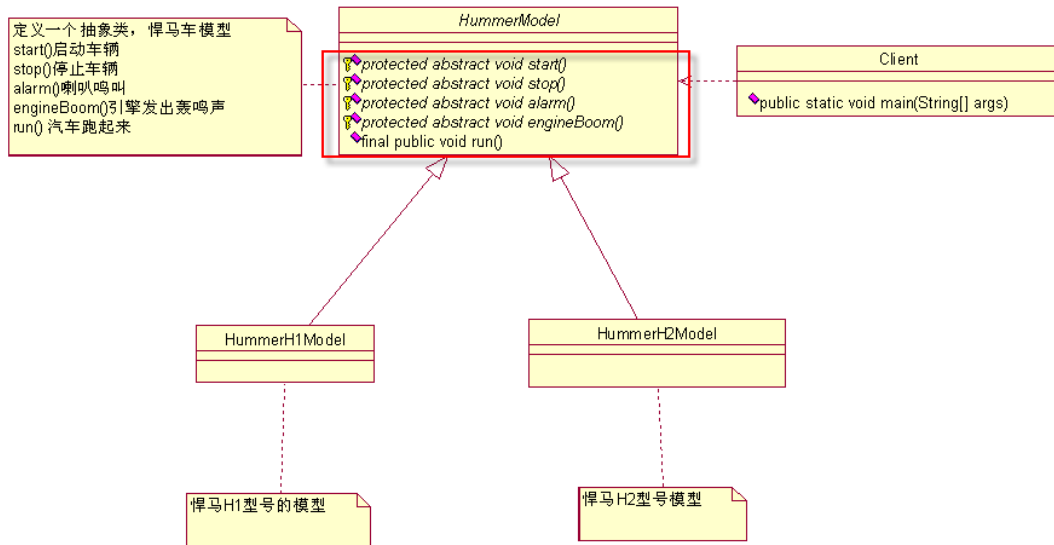 定义一个 抽象类，悍马车模型
start()启动车辆
stop()停止车辆
alarm()喇叭鸣叫
engineBoom()引擎发出轰鸣声
run() 汽车跑起来
HummerModel
protected abstract void start()
protected abstract void stop()
protected abstract void alarm()
protected abstract void engineBoom()
final public void run()
Client
public static void main(String[] args)
HummerH1Model
HummerH2Model
悍马H1型号的模型
悍马H2型号模型